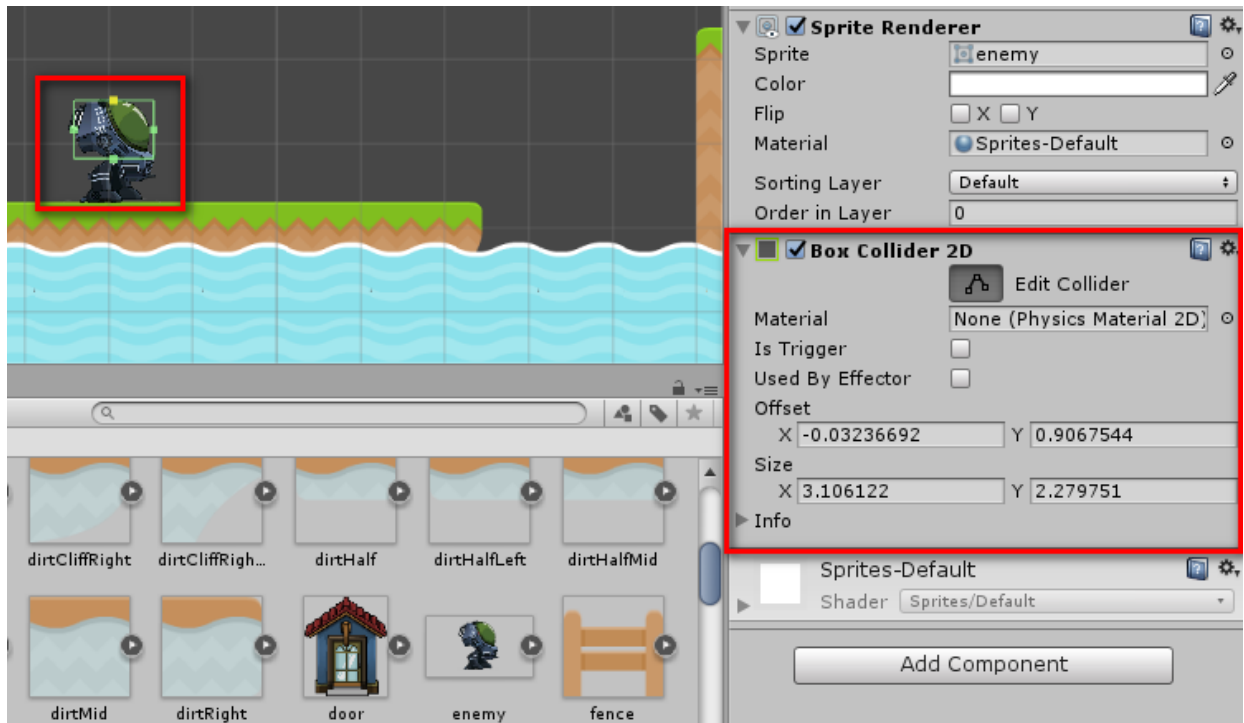 Sprite Renderer
Sprite enemy
Color
Flip X Y
Material Sprites-Default
Sorting Layer Default
Order in Layer 0
Box Collider 2D
Edit Collider
Material None (Physics Material 2D)
Is Trigger
Used By Effector
Offset
X -0.03236692 Y 0.9067544
Size
X 3.106122 Y 2.279751
Info
Sprites-Default
Shader Sprites/Default
Add Component
dirtCliffRight dirtCliffRigh... dirtHalf dirtHalfLeft dirtHalfMid
dirtMid dirtRight door enemy fence